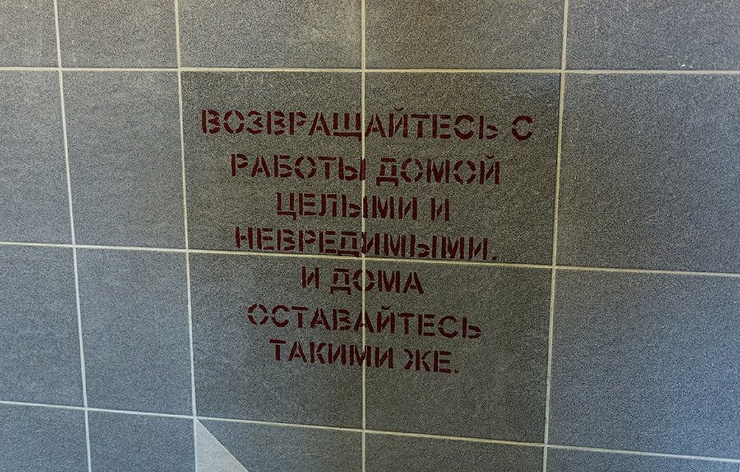 ВОЗВРАЩАЙТЕСЬ С
РАБОТЫ ДОМОЙ
ЦЕЛЫМИ И
НЕВРЕДИМЫМИ.
И ДОМА
ОСТАВАЙТЕСЬ
ТАКИМИ ЖЕ.